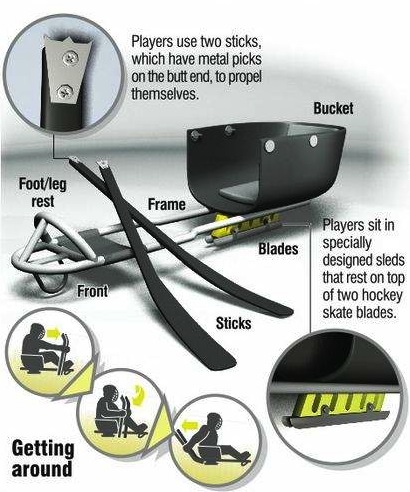 Players use two sticks,
which have metal picks
on the butt end, to propel
themselves.
Bucket
Foot/leg
rest
Frame
Players sit in
specially
designed sleds
that rest on top
of two hockey
skate blades.
Blades
Front
Sticks
Getting
around